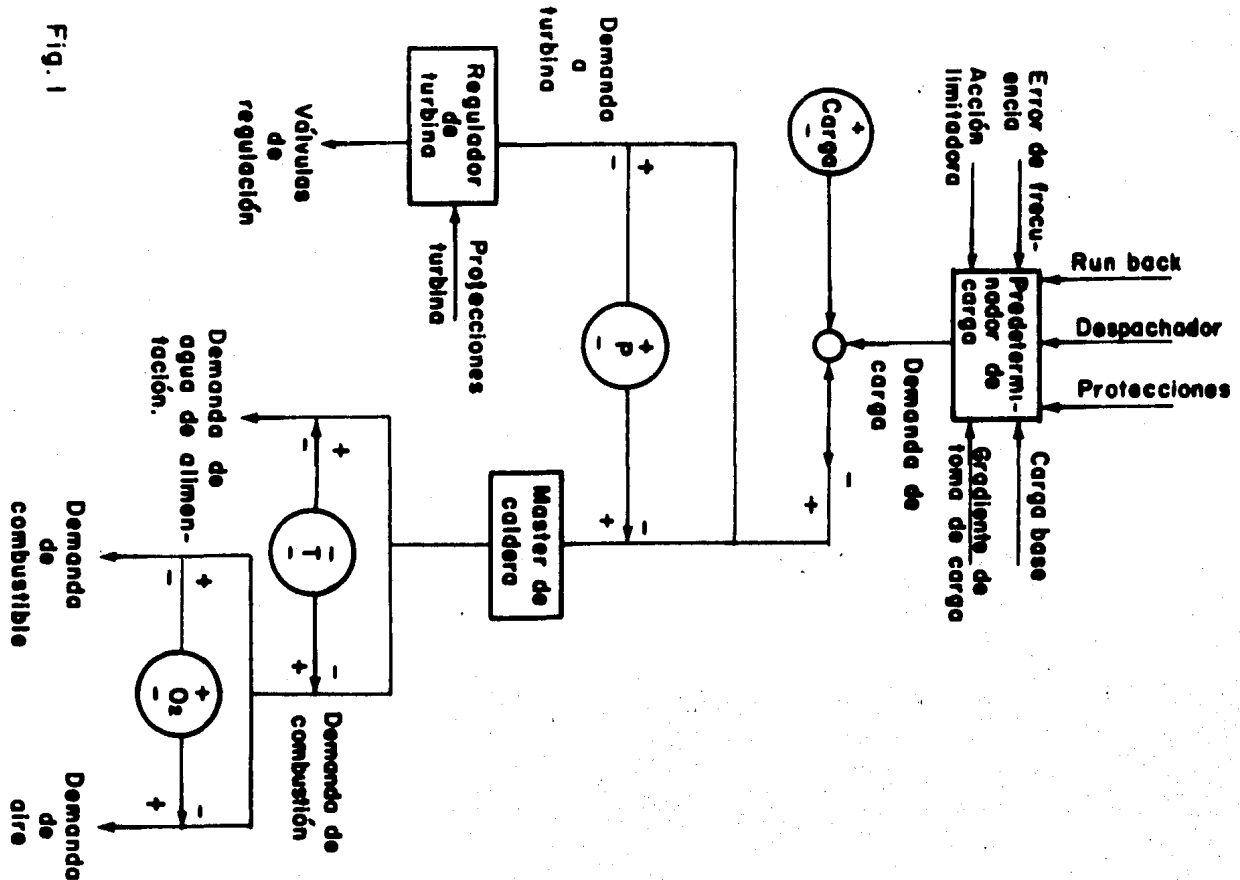 Run back
Despachador
Protecciones
Error de frecu-
encia
Acción
limitadora
Predetermi-
nador de
carga
Carga base
Gradiente de
toma de carga
+
Carga
-
Demanda de
carga
-
+
Demanda
a
turbina
+
-
+
P
-
-
+
Regulador
de
turbina
Protecciones
turbina
Válvulas
de
regulación
Master de
caldera
+
-
-
T
-
-
+
Demanda de
agua de alimen-
tación.
Demanda de
combustión
+
-
+
O₂
-
-
+
Demanda
de
combustible
Demanda
de
aire
Fig. 1